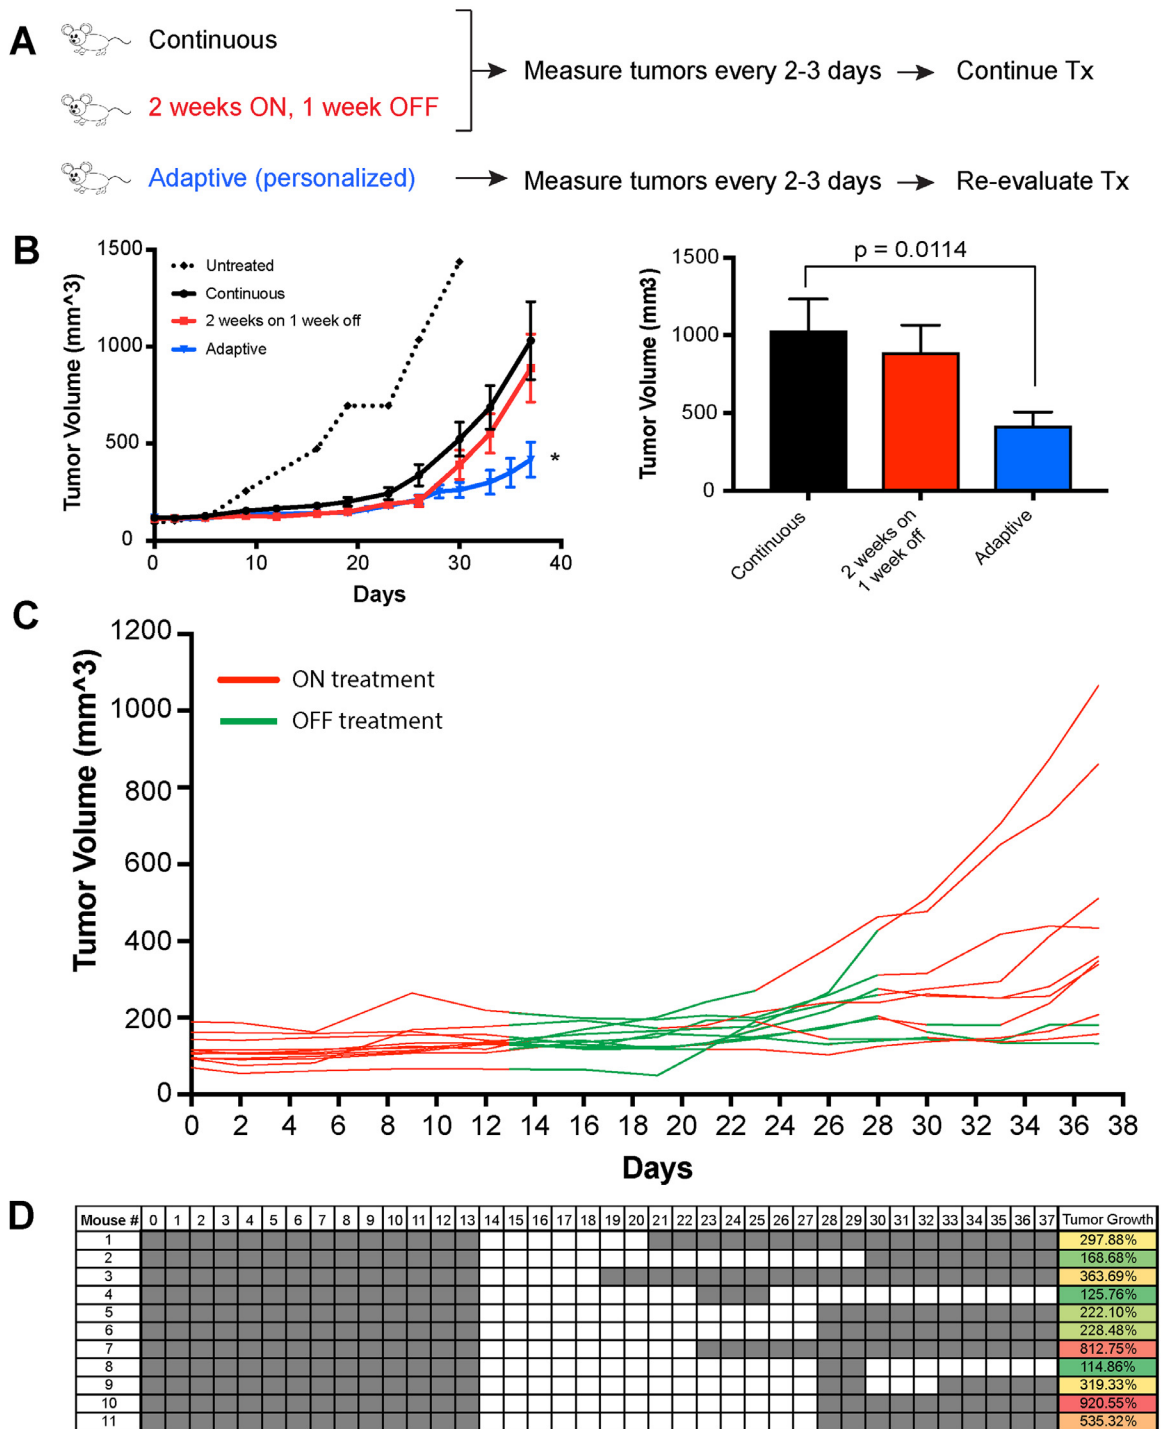 A
Continuous
2 weeks ON, 1 week OFF
Measure tumors every 2-3 days
Continue Tx
Adaptive (personalized)
Measure tumors every 2-3 days
Re-evaluate Tx
B
Tumor Volume (mm^3)
1500
1000
500
0
Untreated
Continuous
2 weeks on 1 week off
Adaptive
*
0 10 20 30 40
Days
Tumor Volume (mm3)
1500
1000
500
0
p = 0.0114
Continuous
2 weeks on
1 week off
Adaptive
C
Tumor Volume (mm^3)
1200
1000
800
600
400
200
0
ON treatment
OFF treatment
0 2 4 6 8 10 12 14 16 18 20 22 24 26 28 30 32 34 36 38
Days
D
Mouse # 0 1 2 3 4 5 6 7 8 9 10 11 12 13 14 15 16 17 18 19 20 21 22 23 24 25 26 27 28 29 30 31 32 33 34 35 36 37 Tumor Growth
1 297.88%
2 168.68%
3 363.69%
4 125.76%
5 222.10%
6 228.48%
7 812.75%
8 114.86%
9 319.33%
10 920.55%
11 535.32%